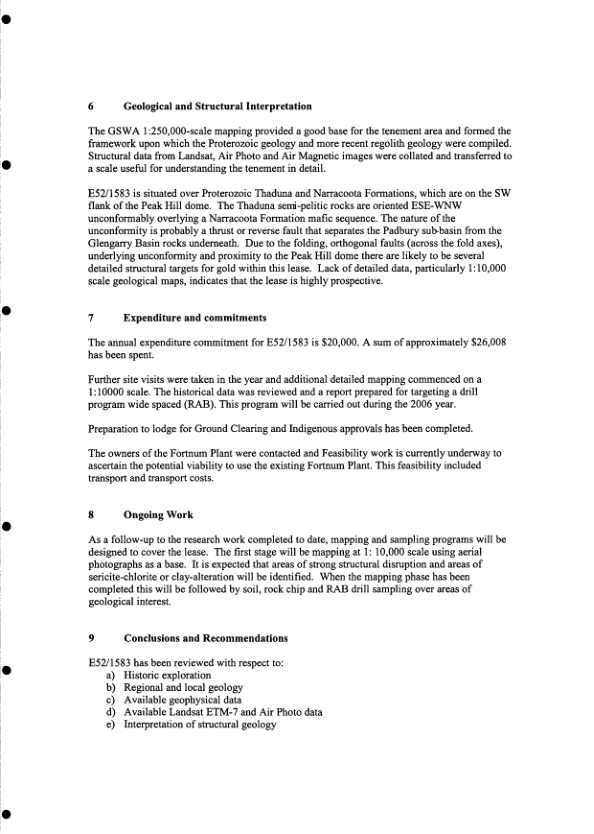 6 Geological and Structural Interpretation
The GSWA 1:250,000-scale mapping provided a good base for the tenement area and formed the
framework upon which the Proterozoic geology and more recent regolith geology were compiled.
Structural data from Landsat, Air Photo and Air Magnetic images were collated and transferred to
a scale useful for understanding the tenement in detail.
E52/1583 is situated over Proterozoic Thaduna and Narracoota Formations, which are on the SW
flank of the Peak Hill dome. The Thaduna semi-pelitic rocks are oriented ESE-WNW
unconformably overlying a Narracoota Formation mafic sequence. The nature of the
unconformity is probably a thrust or reverse fault that separates the Padbury sub-basin from the
Glengarry Basin rocks underneath. Due to the folding, orthogonal faults (across the fold axes),
underlying unconformity and proximity to the Peak Hill dome there are likely to be several
detailed structural targets for gold within this lease. Lack of detailed data, particularly 1:10,000
scale geological maps, indicates that the lease is highly prospective.
7 Expenditure and commitments
The annual expenditure commitment for E52/1583 is $20,000. A sum of approximately $26,008
has been spent.
Further site visits were taken in the year and additional detailed mapping commenced on a
1:10000 scale. The historical data was reviewed and a report prepared for targeting a drill
program wide spaced (RAB). This program will be carried out during the 2006 year.
Preparation to lodge for Ground Clearing and Indigenous approvals has been completed.
The owners of the Fortnum Plant were contacted and Feasibility work is currently underway to
ascertain the potential viability to use the existing Fortnum Plant. This feasibility included
transport and transport costs.
8 Ongoing Work
As a follow-up to the research work completed to date, mapping and sampling programs will be
designed to cover the lease. The first stage will be mapping at 1: 10,000 scale using aerial
photographs as a base. It is expected that areas of strong structural disruption and areas of
sericite-chlorite or clay-alteration will be identified. When the mapping phase has been
completed this will be followed by soil, rock chip and RAB drill sampling over areas of
geological interest.
9 Conclusions and Recommendations
E52/1583 has been reviewed with respect to:
a) Historic exploration
b) Regional and local geology
c) Available geophysical data
d) Available Landsat ETM-7 and Air Photo data
e) Interpretation of structural geology